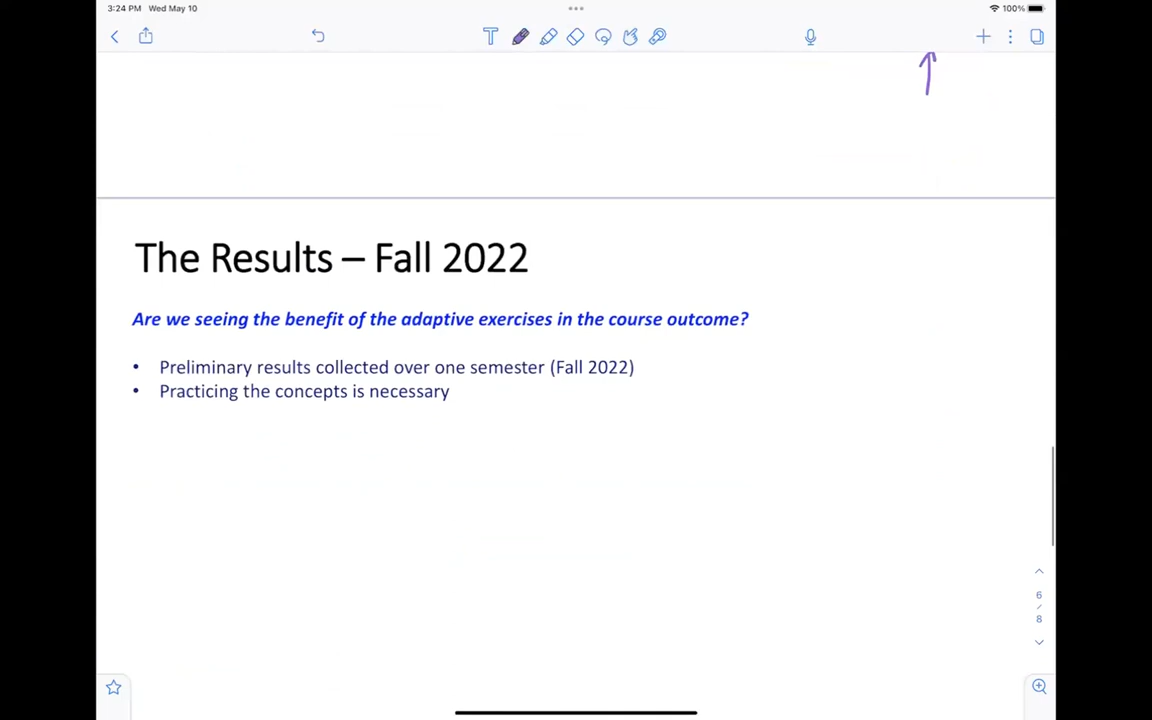 3:24 PM Wed May 10
100%
T
The Results – Fall 2022
Are we seeing the benefit of the adaptive exercises in the course outcome?
• Preliminary results collected over one semester (Fall 2022)
• Practicing the concepts is necessary
6
/
8